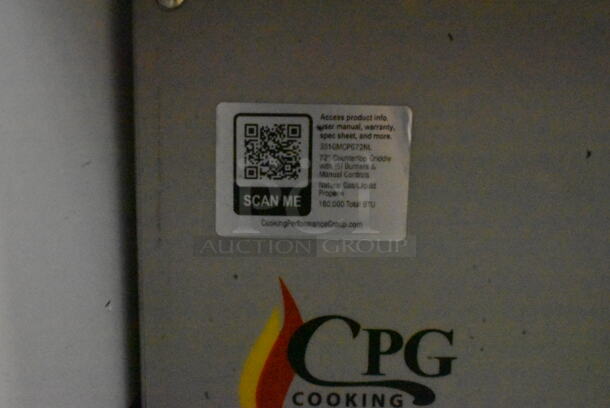 Access product info,
user manual, warranty,
spec sheet, and more.
351GMCPG72NL
72" Countertop Griddle
with (6) Burners &
Manual Controls
Natural Gas/Liquid
Propane
180,000 Total BTU
SCAN ME
CookingPerformanceGroup.com
AUCTION GROUP
CPG
COOKING